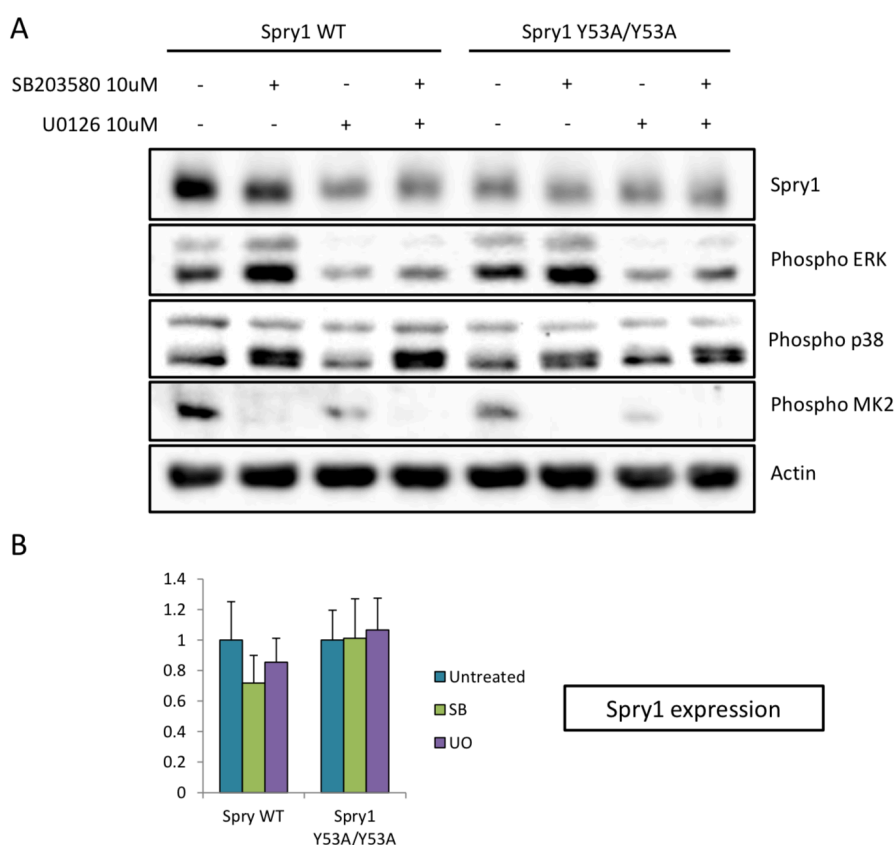 A
Spry1 WT Spry1 Y53A/Y53A
SB203580 10uM - + - + - + - +
U0126 10uM - - + + - - + +
Spry1
Phospho ERK
Phospho p38
Phospho MK2
Actin
B
1.4
1.2
1
0.8
0.6
0.4
0.2
0
Spry WT Spry1
Y53A/Y53A
Untreated
SB
UO
Spry1 expression